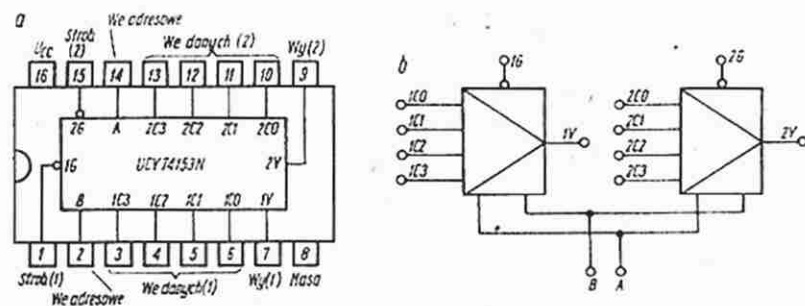 a
Ucc
Strob (2)
We adresowe
We danych (2)
Wy(2)
16 15 14 13 12 11 10 9
2G A 2C3 2C2 2C1 2C0
1G UCY74153N 2Y
B 1C3 1C2 1C1 1C0 1Y
1 2 3 4 5 6 7 8
Strob(1)
We adresowe
We danych(1)
Wy(1)
Masa
b
1G
1C0
1C1
1C2
1C3
1Y
2G
2C0
2C1
2C2
2C3
2Y
B A